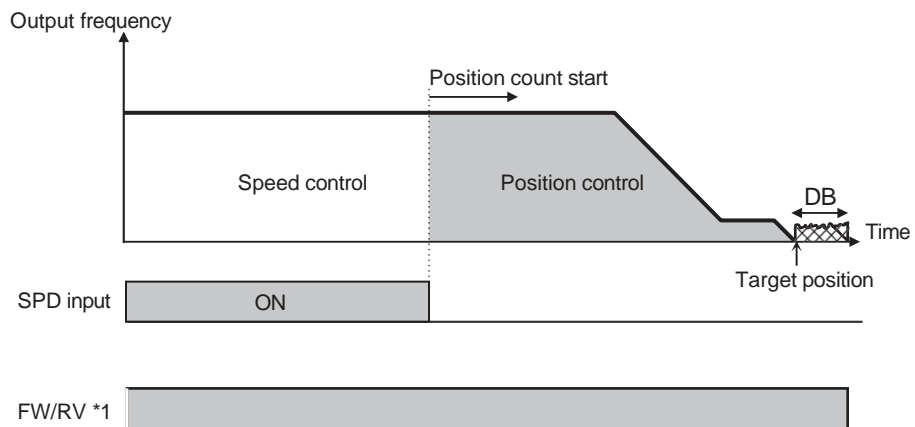 Output frequency
Position count start
Speed control
Position control
DB
Time
Target position
SPD input
ON
FW/RV *1